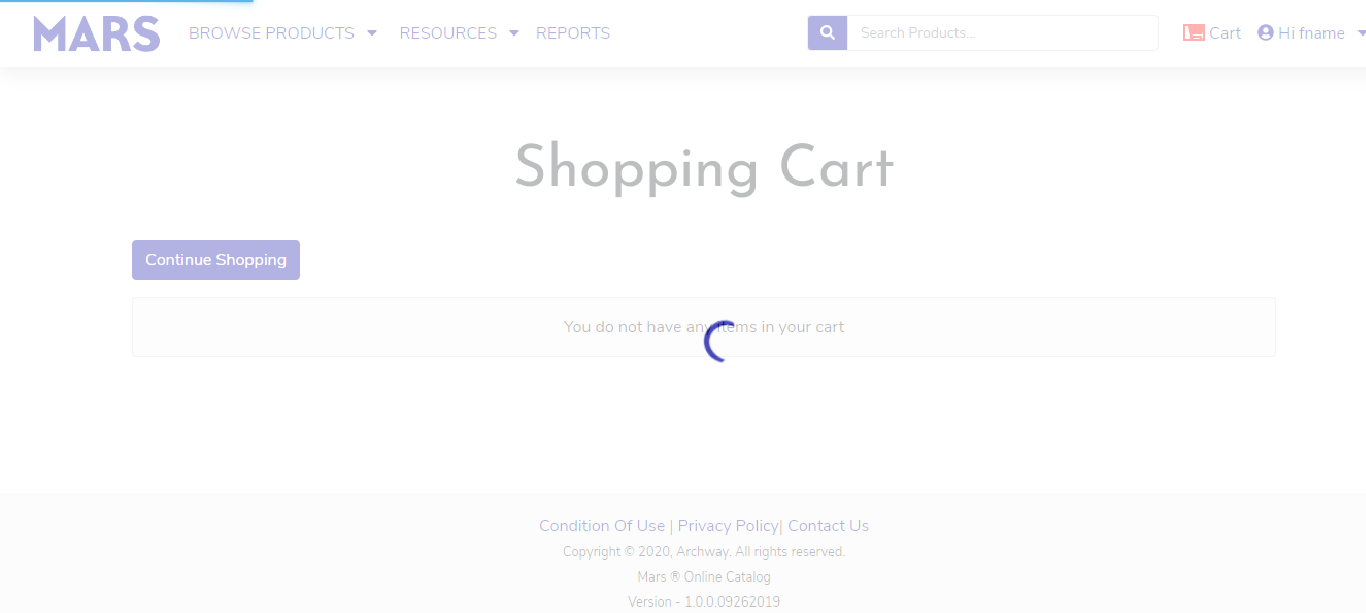 MARS BROWSE PRODUCTS RESOURCES REPORTS Search Products... Cart Hi fname
Shopping Cart
Continue Shopping
You do not have any items in your cart
Condition Of Use | Privacy Policy| Contact Us
Copyright © 2020, Archway. All rights reserved.
Mars ® Online Catalog
Version - 1.0.0.09262019